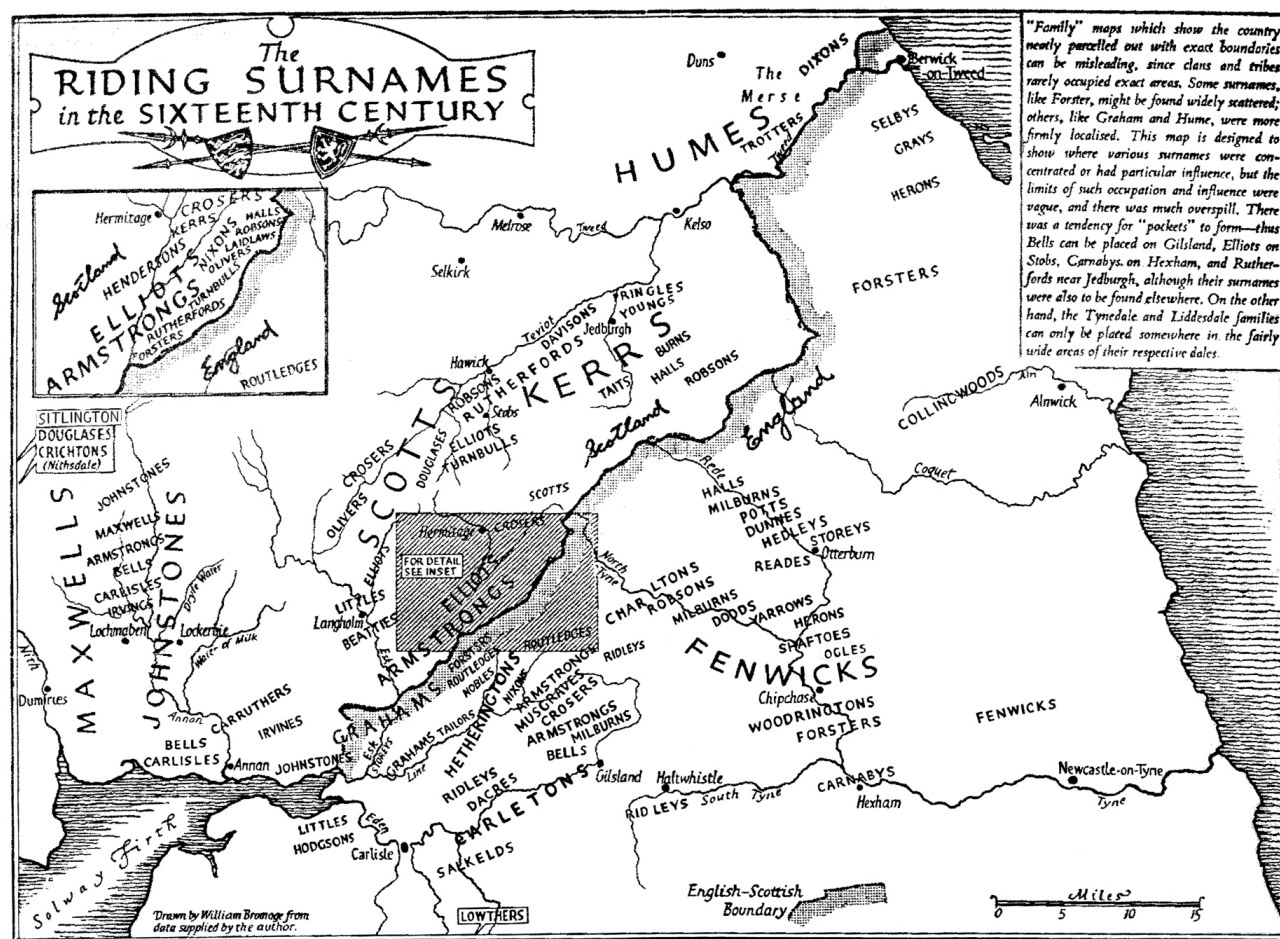 The
RIDING SURNAMES
in the SIXTEENTH CENTURY
"Family" maps which show the country
neatly parcelled out with exact boundaries
can be misleading, since clans and tribes
rarely occupied exact areas. Some surnames,
like Forster, might be found widely scattered;
others, like Graham and Hume, were more
firmly localised. This map is designed to
show where various surnames were con-
centrated or had particular influence, but the
limits of such occupation and influence were
vague, and there was much overspill. There
was a tendency for "pockets" to form—thus
Bells can be placed on Gilsland, Elliots on
Stobs, Carnabys on Hexham, and Ruther-
fords near Jedburgh, although their surnames
were also to be found elsewhere. On the other
hand, the Tynedale and Liddesdale families
can only be placed somewhere in the fairly
wide areas of their respective dales.
Duns
The
Merse
DIXONS
Berwick
-on-Tweed
HUMES
TROTTERS
Tweed
SELBYS
GRAYS
HERONS
FORSTERS
Hermitage
CROSERS
KERRS
HALLS
ROBSONS
LAIDLAWS
NIXONS
OLIVERS
HENDERSONS
TURNBULLS
Scotland
ELLIOTS
ARMSTRONGS
RUTHERFORDS
FORSTERS
England
ROUTLEDGES
Melrose
Tweed
Kelso
Selkirk
PRINGLES
YOUNGS
Teviot
DAVISONS
Jedburgh
Hawick
ROBSONS
RUTHERFORDS
KERRS
BURNS
HALLS
ROBSONS
TAITS
Stobs
DOUGLASES
ELLIOTS
TURNBULLS
Scotland
England
COLLINGWOODS
Aln
Alnwick
Coquet
SITLINGTON
DOUGLASES
CRICHTONS
(Nithsdale)
MAXWELLS
JOHNSTONES
MAXWELLS
ARMSTRONGS
BELLS
CARLISLES
IRVINGS
Lochmaben
JOHNSTONES
Dryfe Water
Lockerbie
Water of Milk
CROSERS
OLIVERS
SCOTTS
SCOTTS
ELLIOTS
LITTLES
Langholm
BEATTIES
Esk
Hermitage
CROSERS
FOR DETAIL
SEE INSET
ELLIOTS
ARMSTRONGS
FORSTERS
ROUTLEDGES
ROUTLEDGES
NOBLES
Rede
HALLS
MILBURNS
POTTS
DUNNES
HEDLEYS
STOREYS
Otterburn
READES
North
Tyne
CHARLTONS
ROBSONS
MILBURNS
DODDS
YARROWS
HERONS
SHAFTOES
OGLES
RIDLEYS
FENWICKS
Chipchase
WOODRINGTONS
FORSTERS
FENWICKS
Nith
Dumfries
Annan
CARRUTHERS
IRVINES
BELLS
CARLISLES
Annan
JOHNSTONES
GRAHAMS
Esk
STOREYS
GRAHAMS
TAILORS
Line
HETHERINGTONS
NIXONS
ARMSTRONGS
MUSGRAVES
CROSERS
ARMSTRONGS
MILBURNS
BELLS
Gilsland
RIDLEYS
DACRES
CARLETONS
Haltwhistle
RIDLEYS
South Tyne
CARNABYS
Hexham
Newcastle-on-Tyne
Tyne
Solway Firth
LITTLES
HODGSONS
Eden
Carlisle
SALKELDS
LOWTHERS
Drawn by William Bromage from
data supplied by the author.
English-Scottish
Boundary
Miles
0 5 10 15